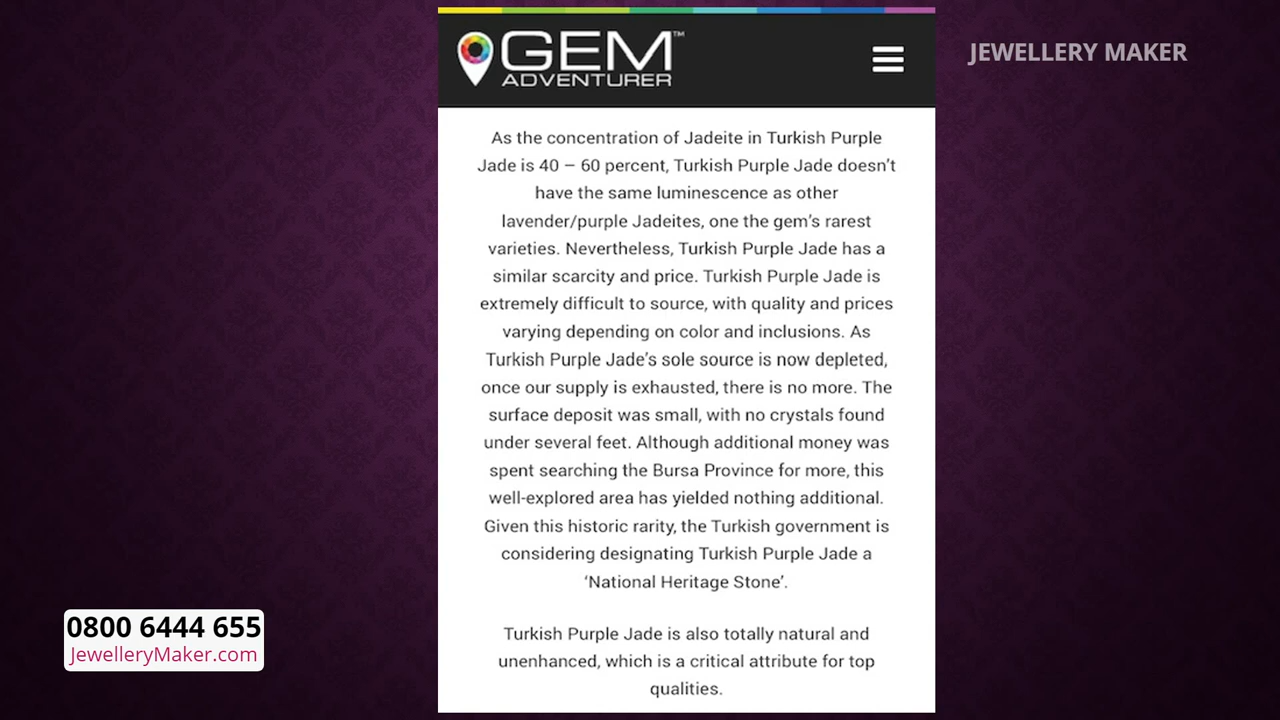 GEM™
ADVENTURER
JEWELLERY MAKER
As the concentration of Jadeite in Turkish Purple
Jade is 40 – 60 percent, Turkish Purple Jade doesn’t
have the same luminescence as other
lavender/purple Jadeites, one the gem’s rarest
varieties. Nevertheless, Turkish Purple Jade has a
similar scarcity and price. Turkish Purple Jade is
extremely difficult to source, with quality and prices
varying depending on color and inclusions. As
Turkish Purple Jade’s sole source is now depleted,
once our supply is exhausted, there is no more. The
surface deposit was small, with no crystals found
under several feet. Although additional money was
spent searching the Bursa Province for more, this
well-explored area has yielded nothing additional.
Given this historic rarity, the Turkish government is
considering designating Turkish Purple Jade a
‘National Heritage Stone’.
Turkish Purple Jade is also totally natural and
unenhanced, which is a critical attribute for top
qualities.
0800 6444 655
JewelleryMaker.com